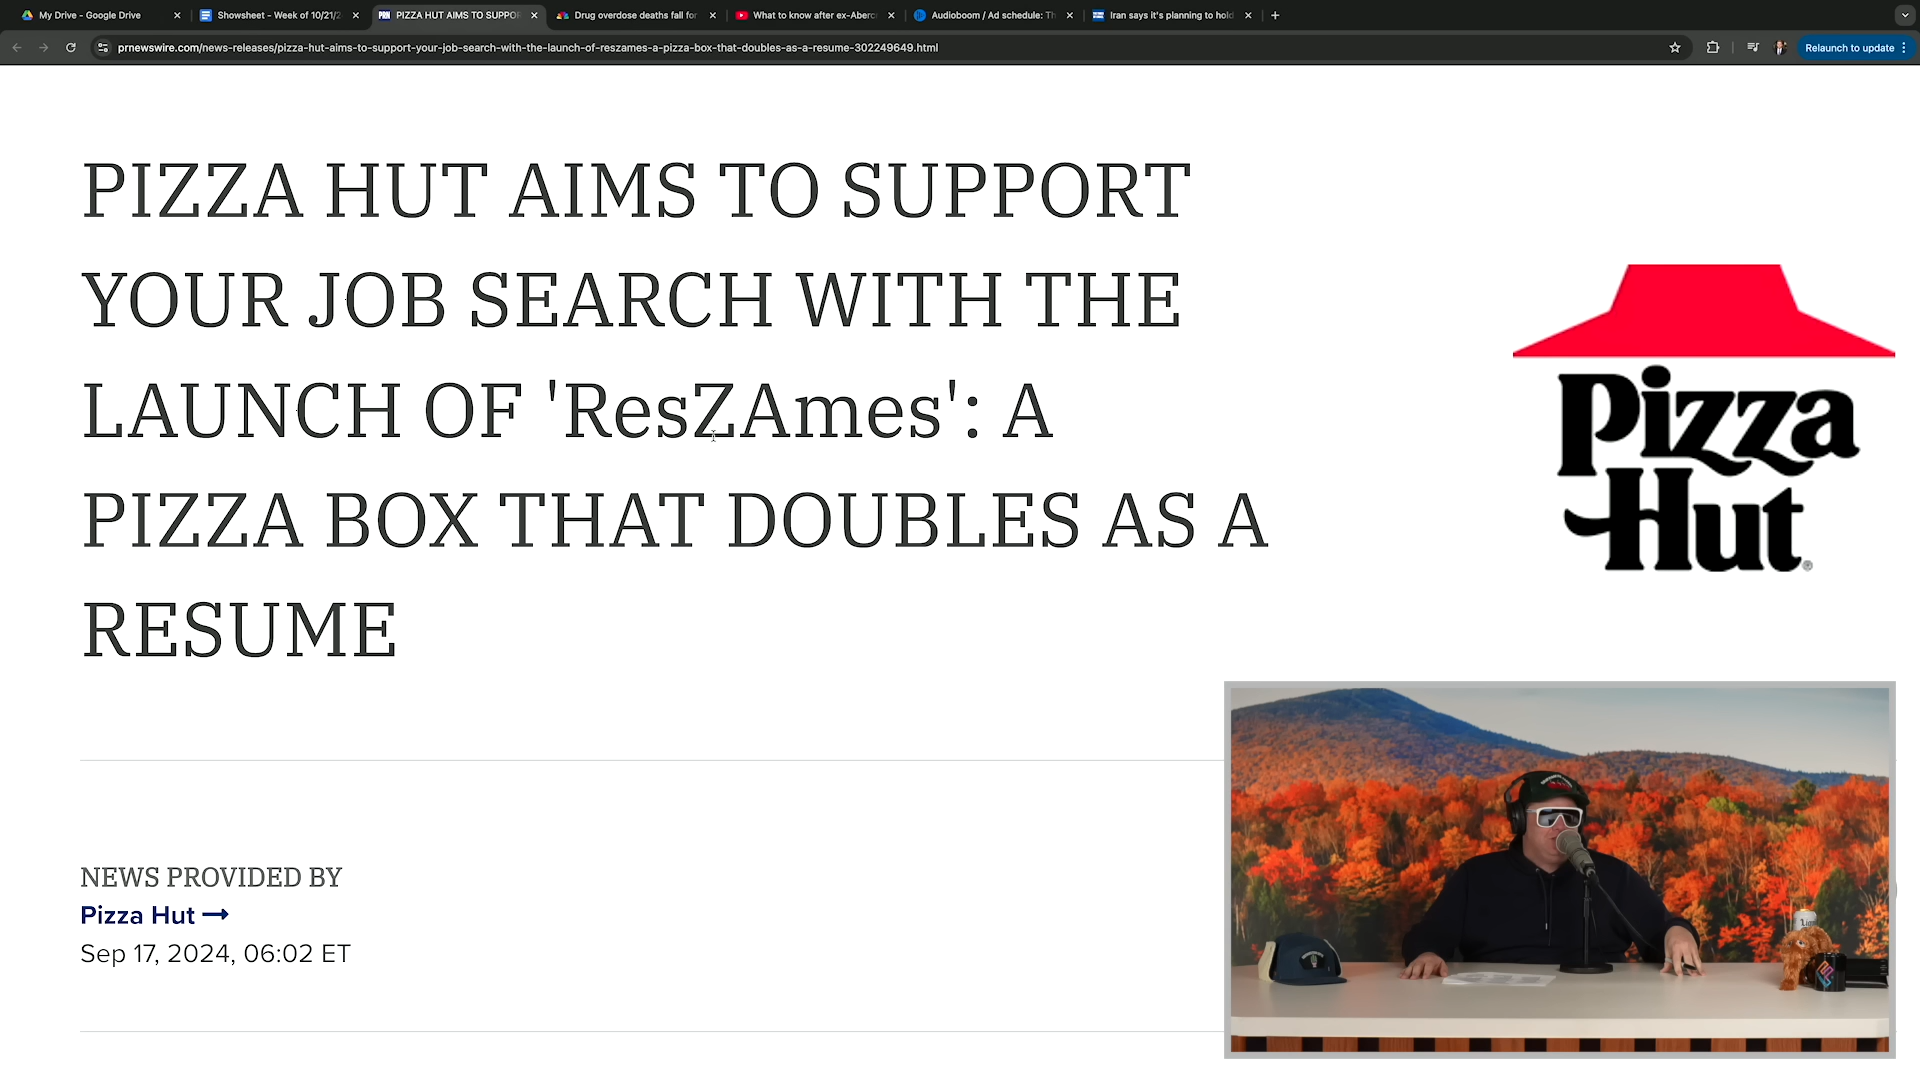 My Drive - Google Drive
Showsheet - Week of 10/21/2
PIZZA HUT AIMS TO SUPPOR
Drug overdose deaths fall for
What to know after ex-Aberc
Audioboom / Ad schedule: Th
Iran says it's planning to hold
prnewswire.com/news-releases/pizza-hut-aims-to-support-your-job-search-with-the-launch-of-reszames-a-pizza-box-that-doubles-as-a-resume-302249649.html
Relaunch to update
PIZZA HUT AIMS TO SUPPORT
YOUR JOB SEARCH WITH THE
LAUNCH OF 'ResZAmes': A
PIZZA BOX THAT DOUBLES AS A
RESUME
Pizza
Hut
NEWS PROVIDED BY
Pizza Hut
Sep 17, 2024, 06:02 ET